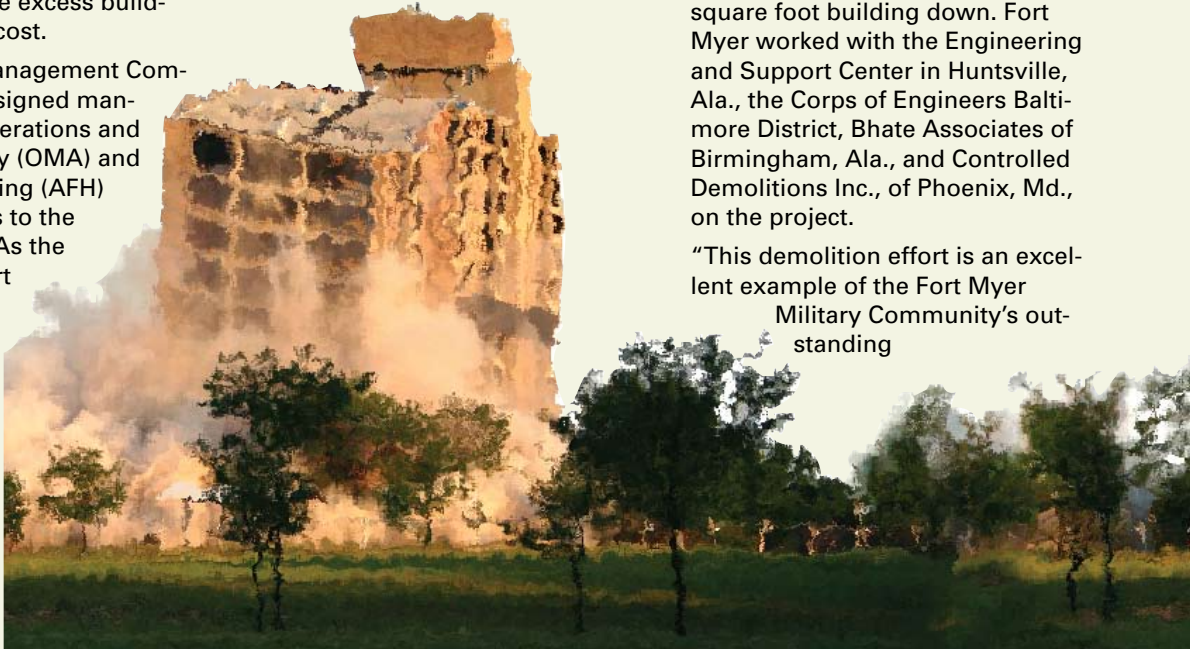 e excess build-
cost.
anagement Com-
signed man-
erations and
y (OMA) and
ing (AFH)
s to the
As the
rt
square foot building down. Fort
Myer worked with the Engineering
and Support Center in Huntsville,
Ala., the Corps of Engineers Balti-
more District, Bhate Associates of
Birmingham, Ala., and Controlled
Demolitions Inc., of Phoenix, Md.,
on the project.
“This demolition effort is an excel-
lent example of the Fort Myer
Military Community’s out-
standing